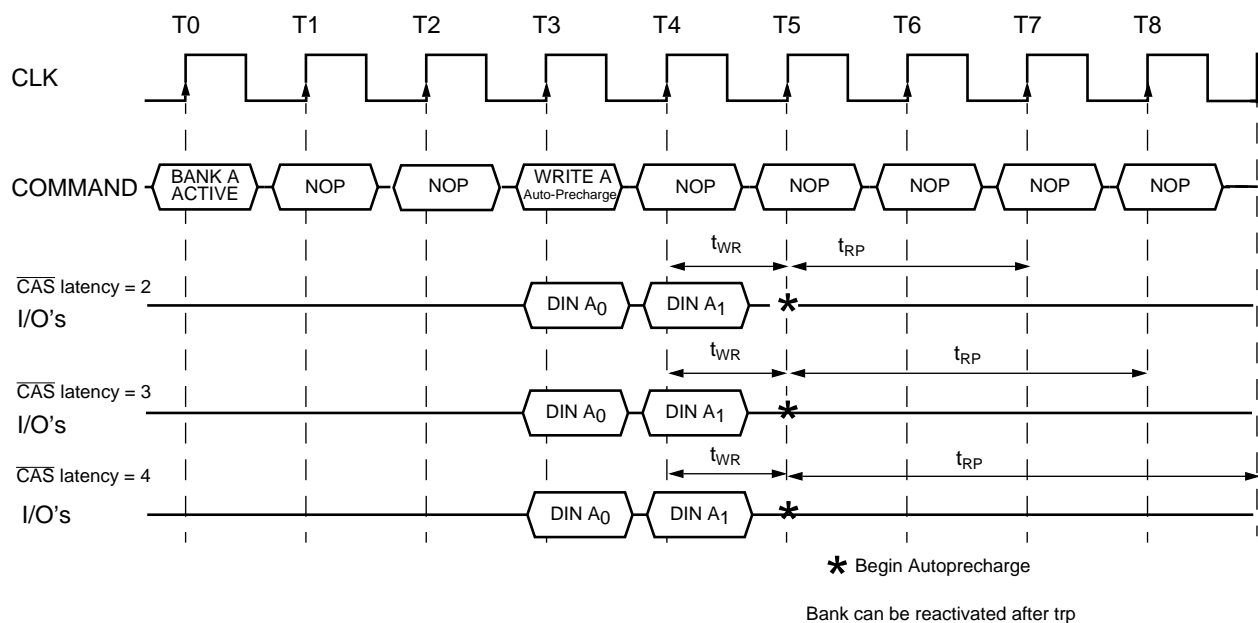 T0 T1 T2 T3 T4 T5 T6 T7 T8
CLK
COMMAND
BANK A
ACTIVE
NOP
NOP
WRITE A
Auto-Precharge
NOP
NOP
NOP
NOP
NOP
tWR tRP
CAS latency = 2
I/O's
DIN A0 DIN A1 *
tWR tRP
CAS latency = 3
I/O's
DIN A0 DIN A1 *
tWR tRP
CAS latency = 4
I/O's
DIN A0 DIN A1 *
* Begin Autoprecharge
Bank can be reactivated after trp